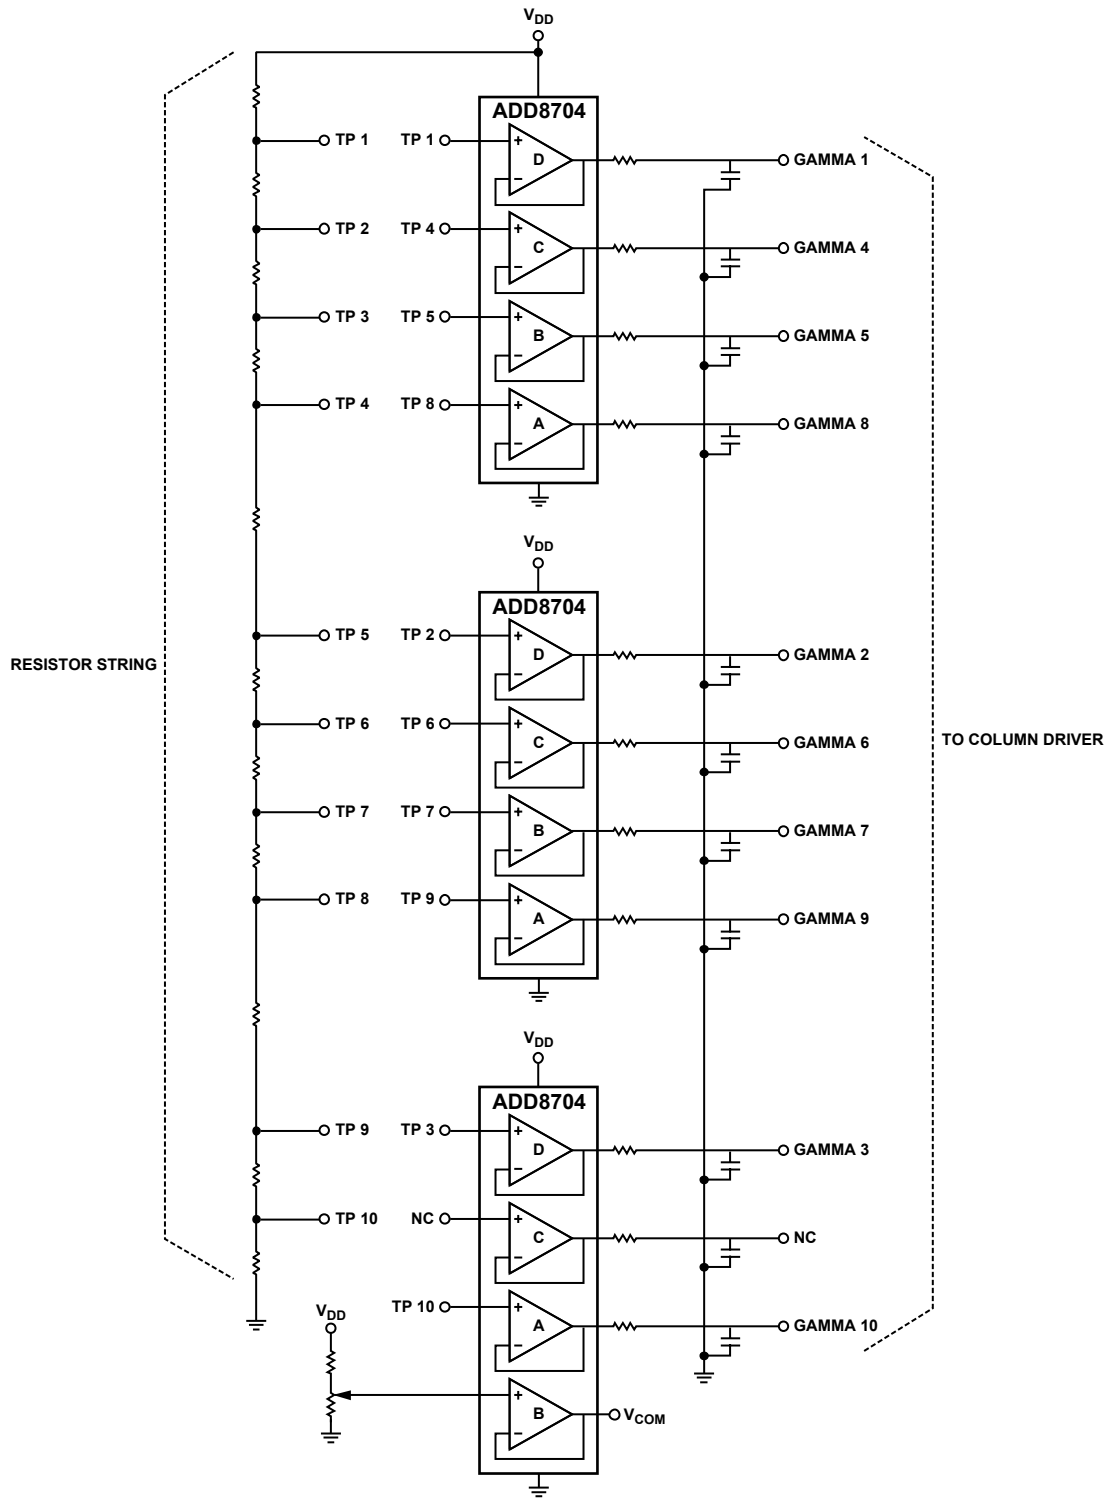 VDD
ADD8704
TP 1 TP 1 + D − GAMMA 1
TP 2 TP 4 + C − GAMMA 4
TP 3 TP 5 + B − GAMMA 5
TP 4 TP 8 + A − GAMMA 8
VDD
ADD8704
TP 5 TP 2 + D − GAMMA 2
RESISTOR STRING
TP 6 TP 6 + C − GAMMA 6
TO COLUMN DRIVER
TP 7 TP 7 + B − GAMMA 7
TP 8 TP 9 + A − GAMMA 9
VDD
ADD8704
TP 9 TP 3 + D − GAMMA 3
TP 10 NC + C − NC
VDD
TP 10 + A − GAMMA 10
+ B − VCOM